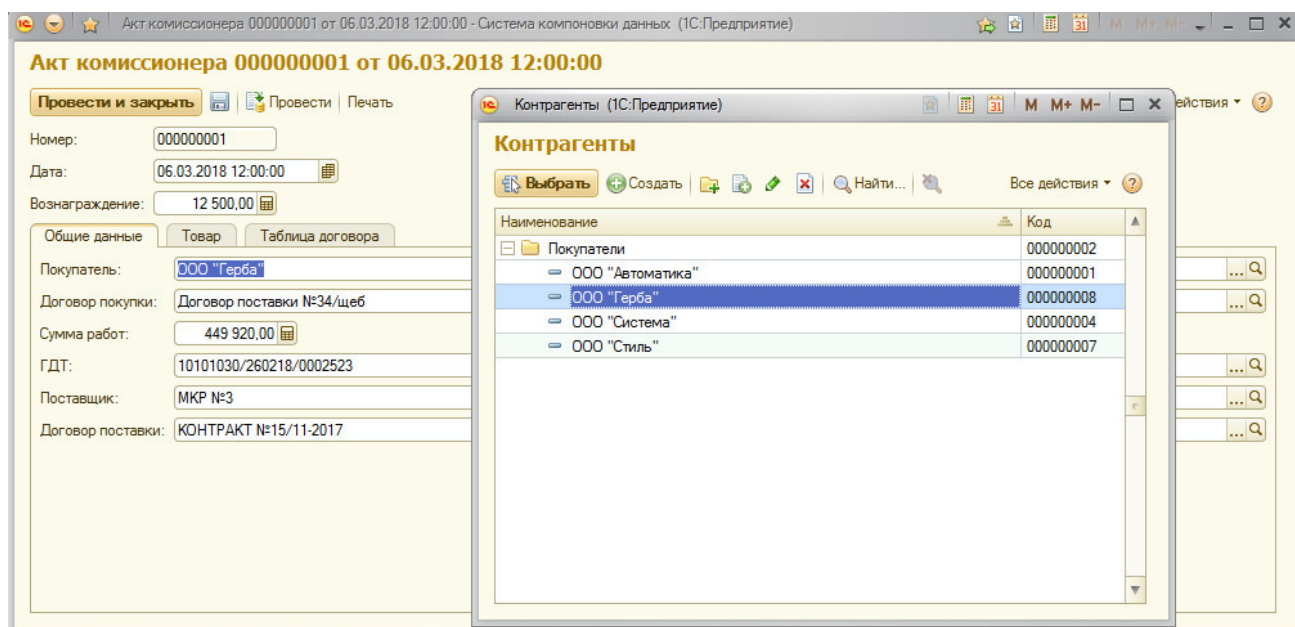 Акт комиссионера 000000001 от 06.03.2018 12:00:00 - Система компоновки данных (1С:Предприятие)
31 M M+ M-
Акт комиссионера 000000001 от 06.03.2018 12:00:00
Провести и закрыть Провести Печать
ействия
Номер: 000000001
Дата: 06.03.2018 12:00:00
Вознаграждение: 12 500,00
Общие данные Товар Таблица договора
Покупатель: ООО "Герба"
Договор покупки: Договор поставки №34/щеб
Сумма работ: 449 920,00
ГДТ: 10101030/260218/0002523
Поставщик: МКР №3
Договор поставки: КОНТРАКТ №15/11-2017
Контрагенты (1С:Предприятие) 31 M M+ M-
Контрагенты
Выбрать Создать Найти... Все действия
Наименование Код
Покупатели 000000002
ООО "Автоматика" 000000001
ООО "Герба" 000000008
ООО "Система" 000000004
ООО "Стиль" 000000007